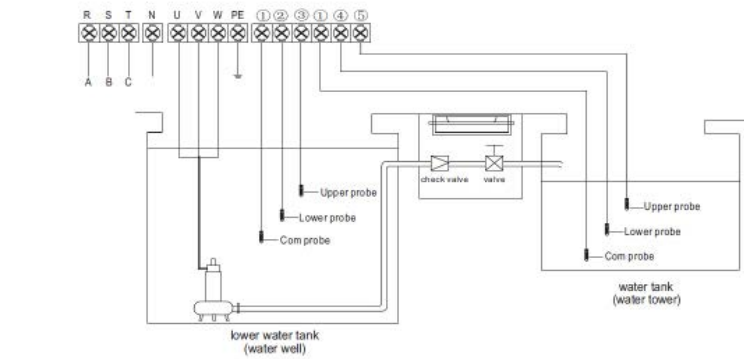 R S T N U V W PE ① ② ③ ① ④ ⑤
A B C
check valve valve
Upper probe
Lower probe
Com probe
Upper probe
Lower probe
Com probe
water tank
(water tower)
lower water tank
(water well)